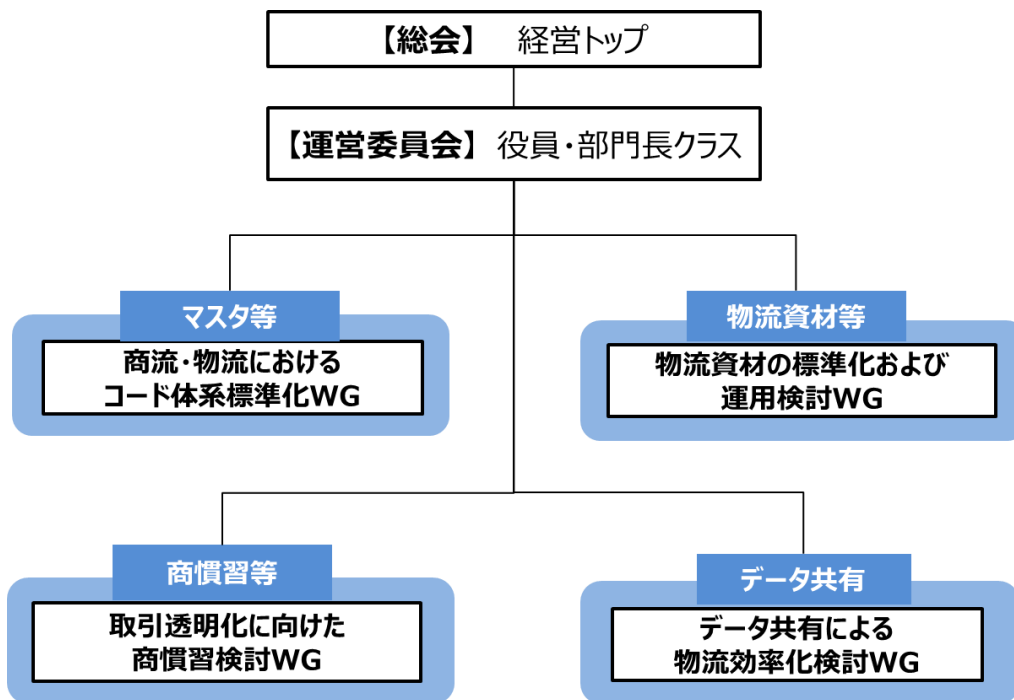 【総会】 経営トップ
【運営委員会】役員・部門長クラス
マスタ等
商流・物流における
コード体系標準化WG
物流資材等
物流資材の標準化および
運用検討WG
商慣習等
取引透明化に向けた
商慣習検討WG
データ共有
データ共有による
物流効率化検討WG